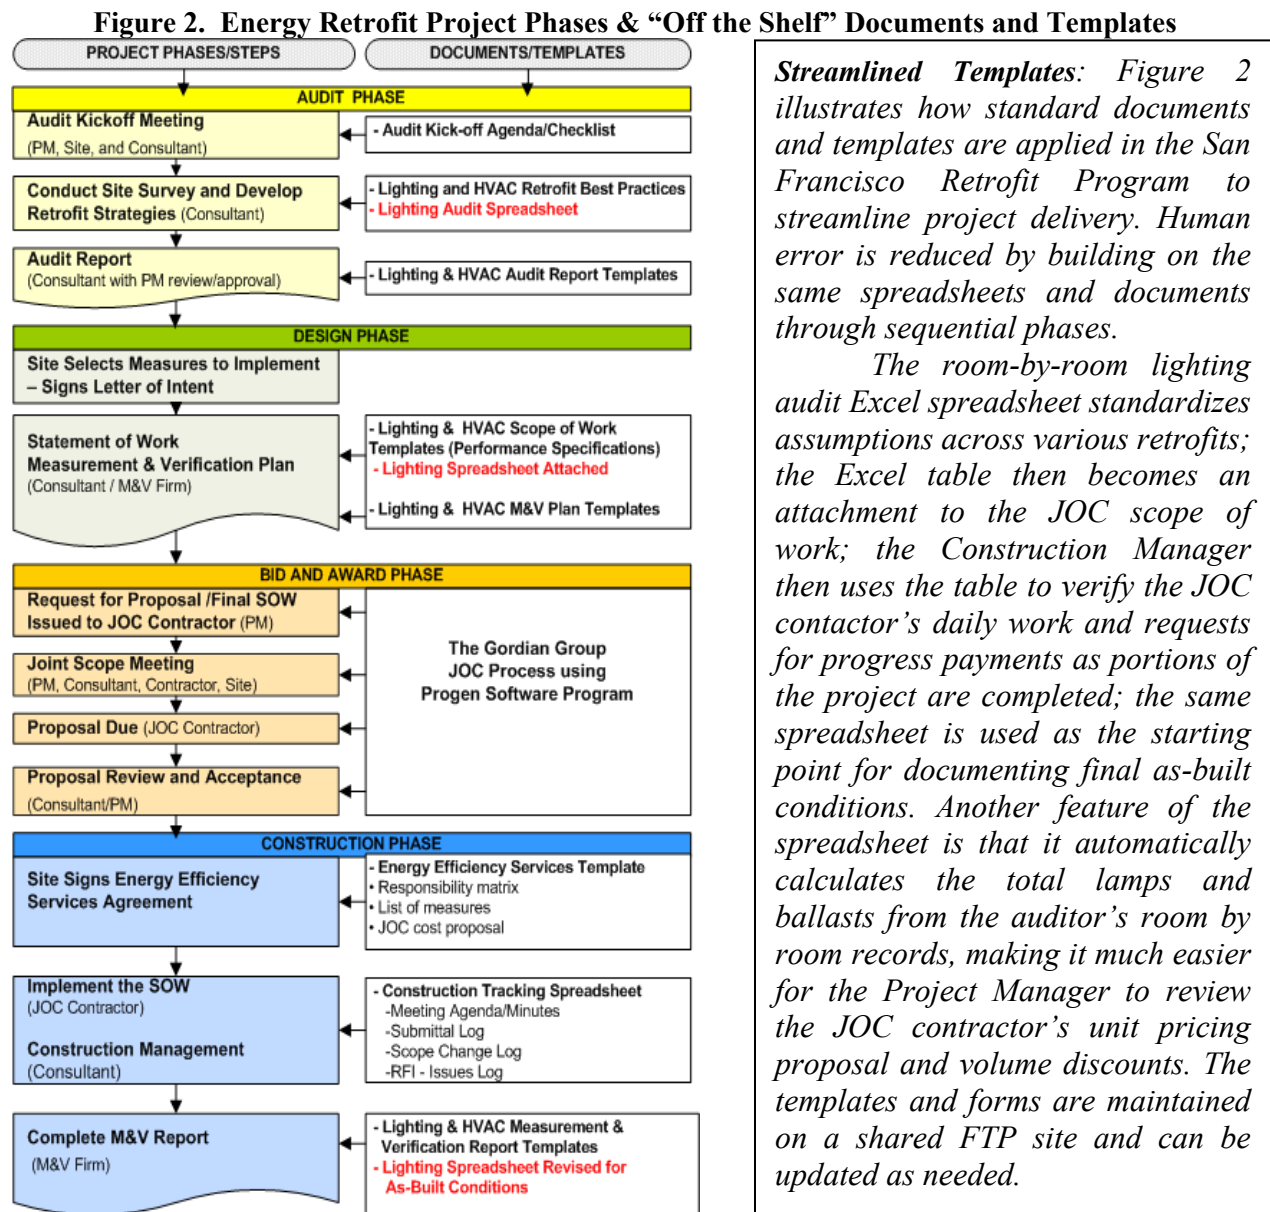 Figure 2.  Energy Retrofit Project Phases & “Off the Shelf” Documents and Templates
PROJECT PHASES/STEPS
DOCUMENTS/TEMPLATES
AUDIT PHASE
Audit Kickoff Meeting
(PM, Site, and Consultant)
- Audit Kick-off Agenda/Checklist
Conduct Site Survey and Develop
Retrofit Strategies (Consultant)
- Lighting and HVAC Retrofit Best Practices
- Lighting Audit Spreadsheet
Audit Report
(Consultant with PM review/approval)
- Lighting & HVAC Audit Report Templates
DESIGN PHASE
Site Selects Measures to Implement
– Signs Letter of Intent
Statement of Work
Measurement & Verification Plan
(Consultant / M&V Firm)
- Lighting & HVAC Scope of Work
Templates (Performance Specifications)
- Lighting Spreadsheet Attached
- Lighting & HVAC M&V Plan Templates
BID AND AWARD PHASE
Request for Proposal /Final SOW
Issued to JOC Contractor (PM)
Joint Scope Meeting
(PM, Consultant, Contractor, Site)
Proposal Due (JOC Contractor)
Proposal Review and Acceptance
(Consultant/PM)
The Gordian Group
JOC Process using
Progen Software Program
CONSTRUCTION PHASE
Site Signs Energy Efficiency
Services Agreement
- Energy Efficiency Services Template
• Responsibility matrix
• List of measures
• JOC cost proposal
Implement the SOW
(JOC Contractor)
Construction Management
(Consultant)
- Construction Tracking Spreadsheet
-Meeting Agenda/Minutes
-Submittal Log
-Scope Change Log
-RFI - Issues Log
Complete M&V Report
(M&V Firm)
- Lighting & HVAC Measurement &
Verification Report Templates
- Lighting Spreadsheet Revised for
As-Built Conditions
Streamlined Templates: Figure 2
illustrates how standard documents
and templates are applied in the San
Francisco Retrofit Program to
streamline project delivery. Human
error is reduced by building on the
same spreadsheets and documents
through sequential phases.
The room-by-room lighting
audit Excel spreadsheet standardizes
assumptions across various retrofits;
the Excel table then becomes an
attachment to the JOC scope of
work; the Construction Manager
then uses the table to verify the JOC
contactor’s daily work and requests
for progress payments as portions of
the project are completed; the same
spreadsheet is used as the starting
point for documenting final as-built
conditions. Another feature of the
spreadsheet is that it automatically
calculates the total lamps and
ballasts from the auditor’s room by
room records, making it much easier
for the Project Manager to review
the JOC contractor’s unit pricing
proposal and volume discounts. The
templates and forms are maintained
on a shared FTP site and can be
updated as needed.